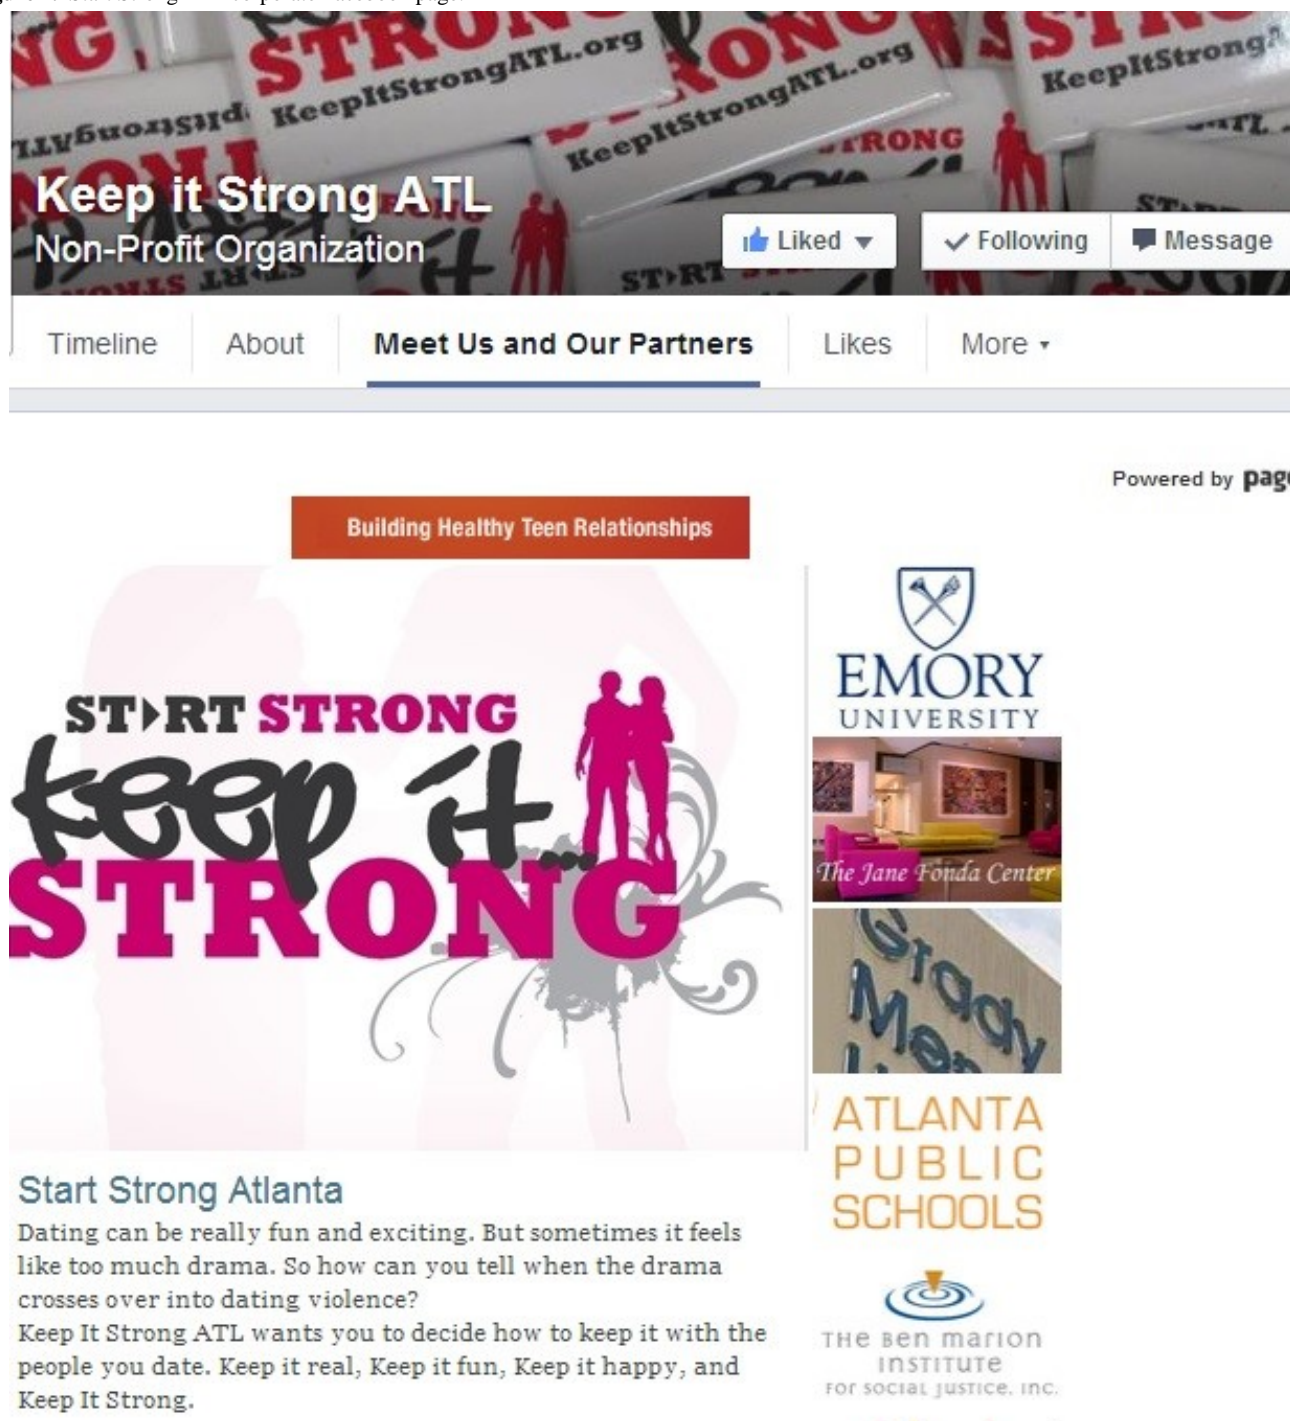 STRONG
KeepItStrongATL.org
KeepItStrongATL.org
STRONG
Keep it Strong ATL
Non-Profit Organization
Liked
Following
Message
Timeline
About
Meet Us and Our Partners
Likes
More
Powered by
Building Healthy Teen Relationships
START STRONG
keep it...
STRONG
EMORY
UNIVERSITY
The Jane Fonda Center
Grady
ATLANTA
PUBLIC
SCHOOLS
THE Ben marion
INSTITUTE
FOR SOCIAL JUSTICE, INC.
Start Strong Atlanta
Dating can be really fun and exciting. But sometimes it feels
like too much drama. So how can you tell when the drama
crosses over into dating violence?
Keep It Strong ATL wants you to decide how to keep it with the
people you date. Keep it real, Keep it fun, Keep it happy, and
Keep It Strong.